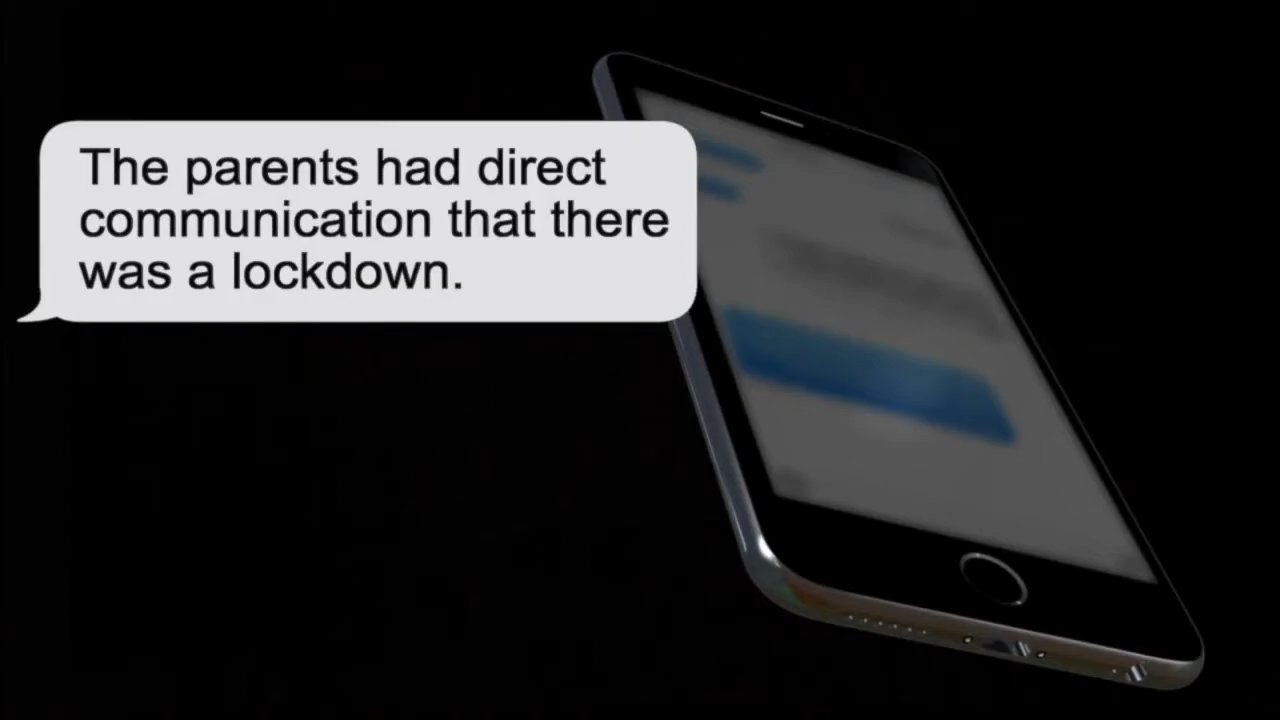 The parents had direct
communication that there
was a lockdown.